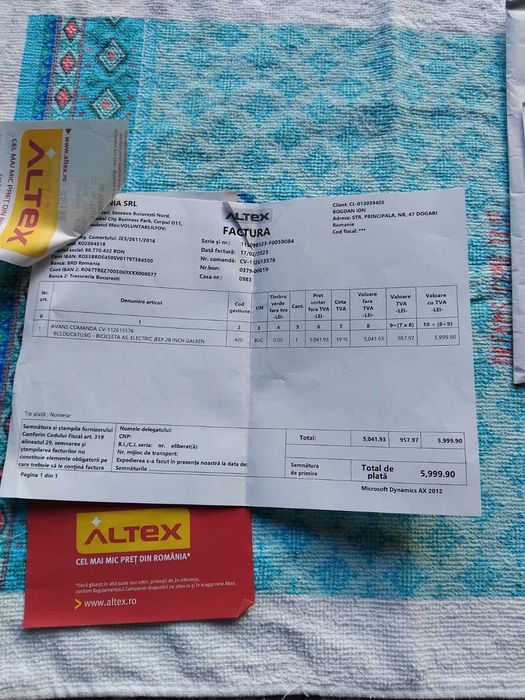 www.altex.ro
ALTEX
CEL MAI MIC PREȚ DIN
NIA SRL
ALTEX
FACTURA
Client: CL-013039405
BOGDAN ION
Adresa: STR. PRINCIPALA, NR. 47 DOGARI
Romania
Cod fiscal: ***
Soseaua Bucuresti Nord,
City Business Park, Corpul O11,
VOLUNTARI/ILFOV;
Comertului: J23/2611/2016
RO2864518
social: 88.770.432 RON
Cont IBAN: RO53BRDE450SV01797384500
Banca: BRD Romania
Cont IBAN 2: RO67TREZ7005069XXX008077
Banca 2: Trezoreria Bucuresti
Serie și nr.: 115098323-F0059084
Dată factură: 17/02/2023
Nr. comandă: CV-112613576
Nr.bon: 0379-00019
Casa nr.: 0983
Nr. crt. Denumire articol Cod gestiune UM Timbru verde fara tva -LEI- Cant. Pret unitar fara TVA -LEI- Cota TVA Valoare fara TVA -LEI- Valoare TVA -LEI- Valoare cu TVA -LEI-
0 1 2 3 4 5 6 7 8 9=(7 x 8) 10 = (8+9)
1 AVANS COMANDA CV-112613576
BCLDUCATI28G - BICICLETA AS. ELECTRIC JEEP 28 INCH GALBEN 420 BUC 0.00 1 5,041.93 19 % 5,041.93 957.97 5,999.90
Tip plată : Numerar
Semnătura și ștampila furnizorului
Conform Codului Fiscal art. 319
alineatul 29, semnarea și
ștampilarea facturilor nu
constituie elemente obligatorii pe
care trebuie să le conțină factura
Numele delegatului:
CNP:
B.I./C.I. seria: nr. eliberat(ă)
Nr. mijloc de transport:
Expedierea s-a facut în prezența noastră la data de:
Semnăturile
Total: 5,041.93 957.97 5,999.90
Semnătura
de primire
Total de
plată
5,999.90
Pagina 1 din 1
Microsoft Dynamics AX 2012
ALTEX
CEL MAI MIC PREȚ DIN ROMÂNIA*
www.altex.ro